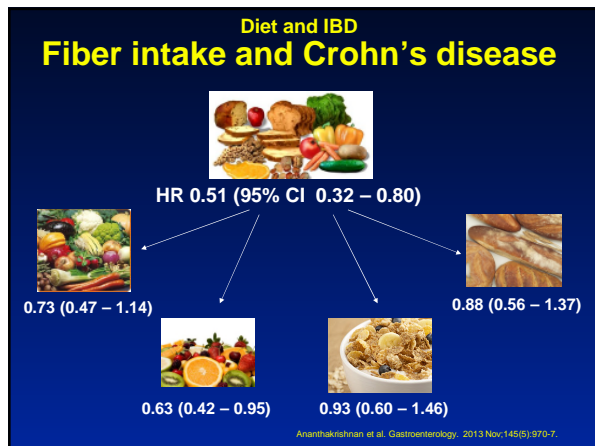 Diet and IBD
Fiber intake and Crohn's disease
HR 0.51 (95% CI 0.32 – 0.80)
0.73 (0.47 – 1.14)
0.88 (0.56 – 1.37)
0.63 (0.42 – 0.95)
0.93 (0.60 – 1.46)
Ananthakrishnan et al. Gastroenterology. 2013 Nov;145(5):970-7.